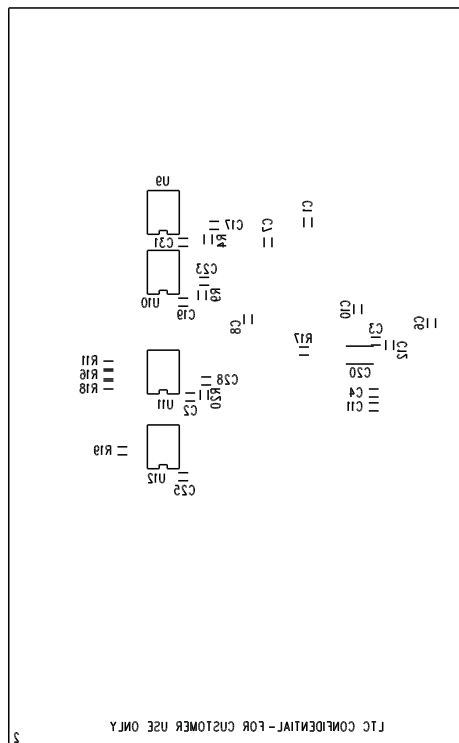 U9
C17
C1
C7
R4
C31
C23
R9
U10
C19
C10
C6
C8
R17
C3
C12
R11
R16
R18
C20
C28
R20
C4
C11
U11
C2
R19
U12
C25
LTC CONFIDENTIAL-FOR CUSTOMER USE ONLY
2